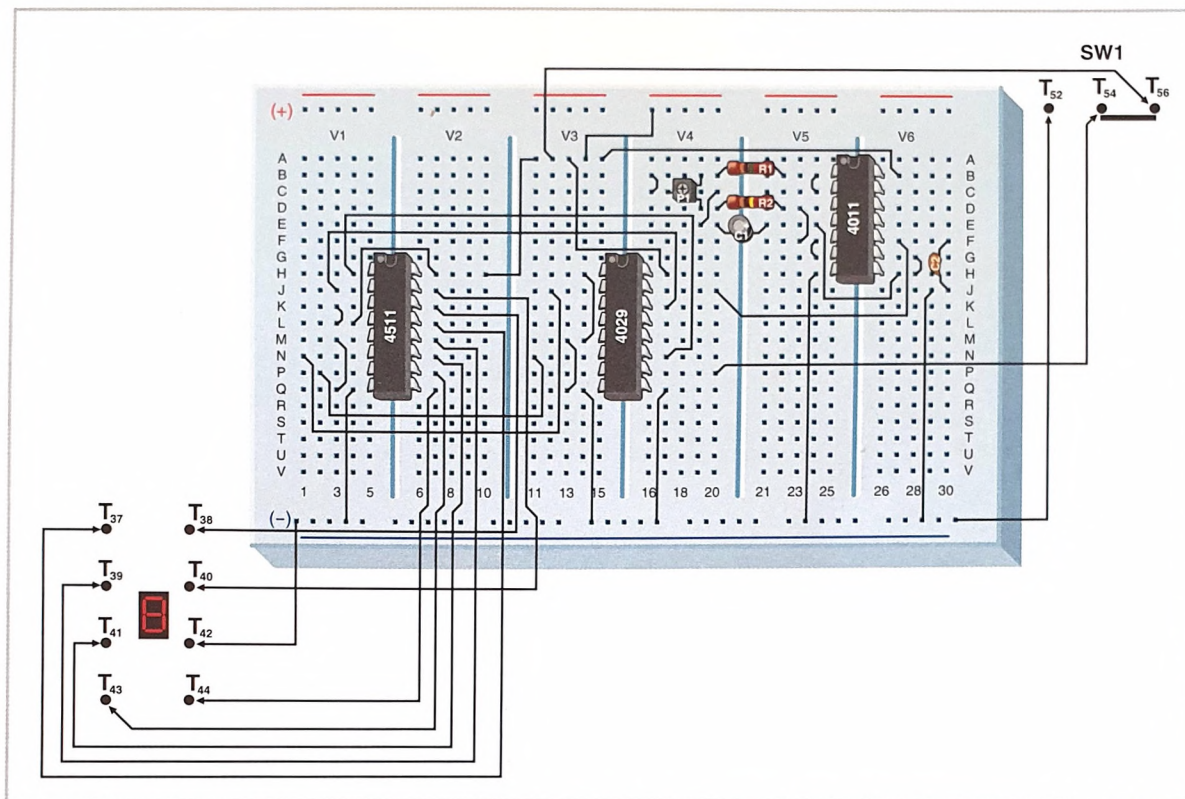 SW1
T52 T54 T56
(+)
V1 V2 V3 V4 V5 V6
A A
B B
C C
D D
E E
F F
G G
H H
J J
K K
L L
M M
N N
P P
Q Q
R R
S S
T T
U U
V V
R1
P1
R2
C1
4011
C2
4511
4029
1 3 5 6 8 10 11 13 15 16 18 20 21 23 25 26 28 30
(-)
T37 T38
T39 T40
T41 T42
T43 T44